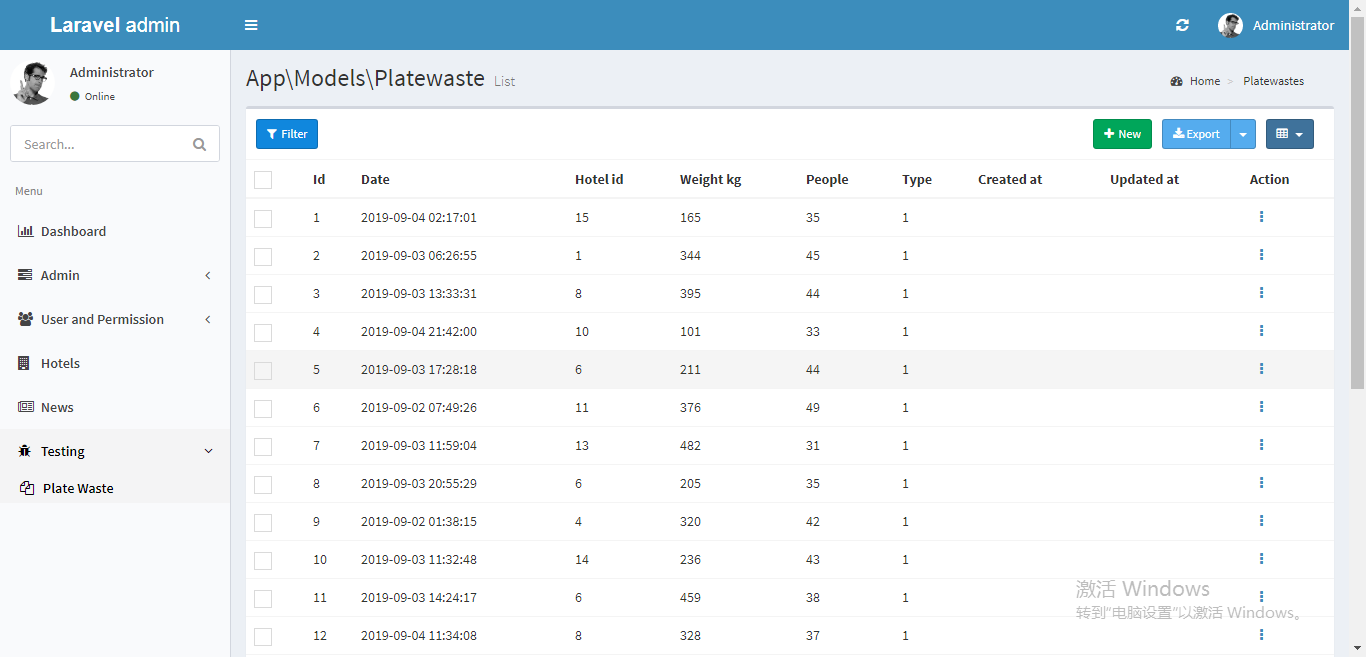 Laravel admin
Administrator
Administrator
Online
Search...
Menu
Dashboard
Admin
User and Permission
Hotels
News
Testing
Plate Waste
App\Models\Platewaste List
Home > Platewastes
Filter
New
Export
Id Date Hotel id Weight kg People Type Created at Updated at Action
1 2019-09-04 02:17:01 15 165 35 1
2 2019-09-03 06:26:55 1 344 45 1
3 2019-09-03 13:33:31 8 395 44 1
4 2019-09-04 21:42:00 10 101 33 1
5 2019-09-03 17:28:18 6 211 44 1
6 2019-09-02 07:49:26 11 376 49 1
7 2019-09-03 11:59:04 13 482 31 1
8 2019-09-03 20:55:29 6 205 35 1
9 2019-09-02 01:38:15 4 320 42 1
10 2019-09-03 11:32:48 14 236 43 1
11 2019-09-03 14:24:17 6 459 38 1
12 2019-09-04 11:34:08 8 328 37 1
激活 Windows
转到"电脑设置"以激活 Windows。